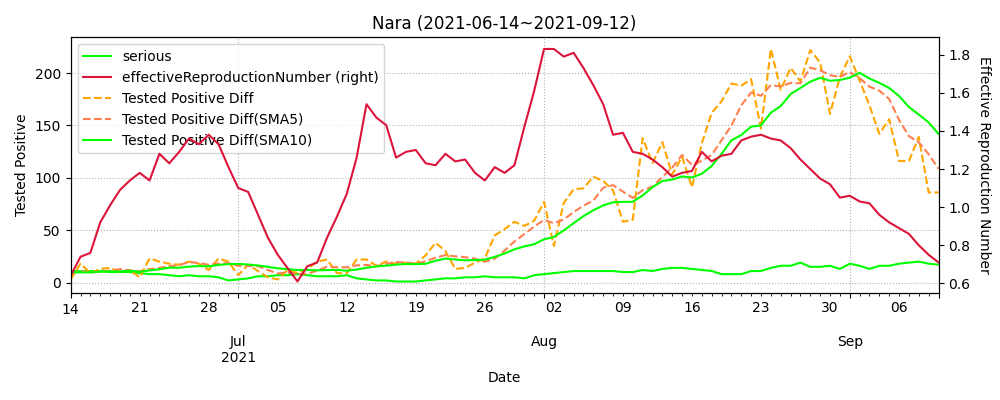 Nara (2021-06-14~2021-09-12)
serious
effectiveReproductionNumber (right)
Tested Positive Diff
Tested Positive Diff(SMA5)
Tested Positive Diff(SMA10)
Tested Positive
200
150
100
50
0
Effective Reproduction Number
1.8
1.6
1.4
1.2
1.0
0.8
0.6
14 21 28 05 12 19 26 02 09 16 23 30 06
Jul Aug Sep
2021
Date